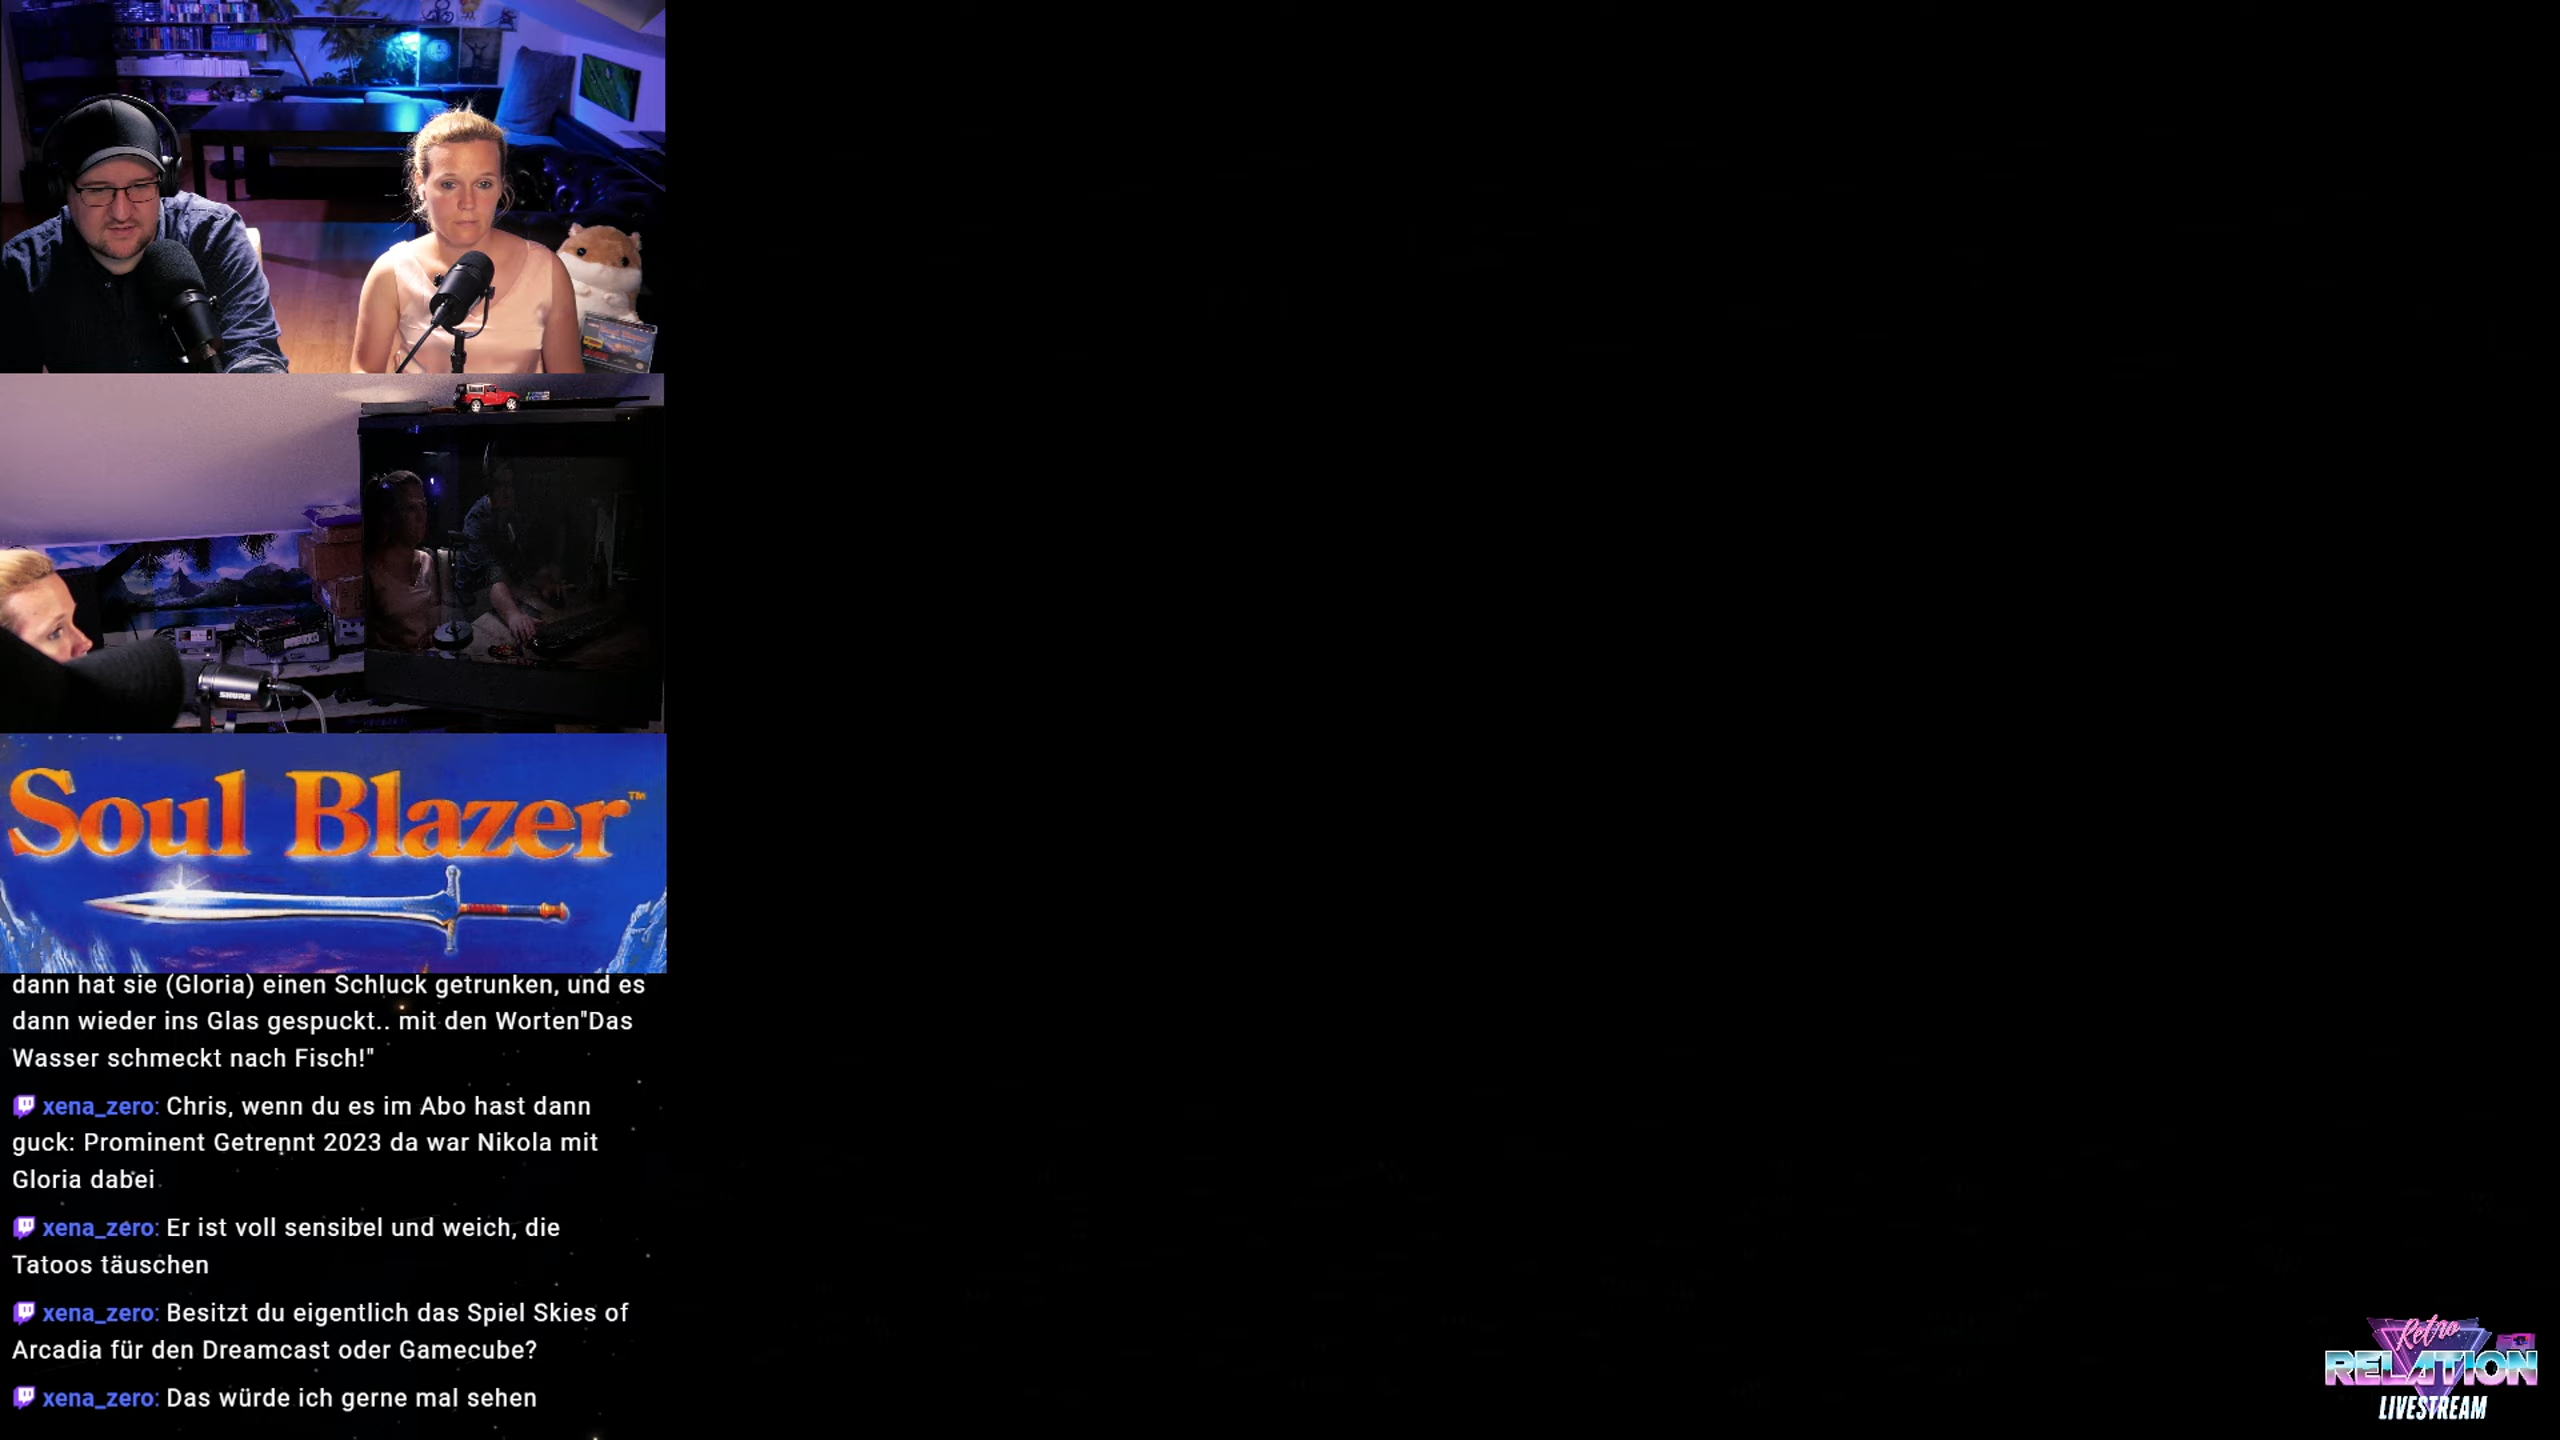 SHURE
Soul Blazer™
dann hat sie (Gloria) einen Schluck getrunken, und es
dann wieder ins Glas gespuckt.. mit den Worten"Das
Wasser schmeckt nach Fisch!"
xena_zero: Chris, wenn du es im Abo hast dann
guck: Prominent Getrennt 2023 da war Nikola mit
Gloria dabei
xena_zero: Er ist voll sensibel und weich, die
Tatoos täuschen
xena_zero: Besitzt du eigentlich das Spiel Skies of
Arcadia für den Dreamcast oder Gamecube?
xena_zero: Das würde ich gerne mal sehen
Retro
RELATION
LIVESTREAM